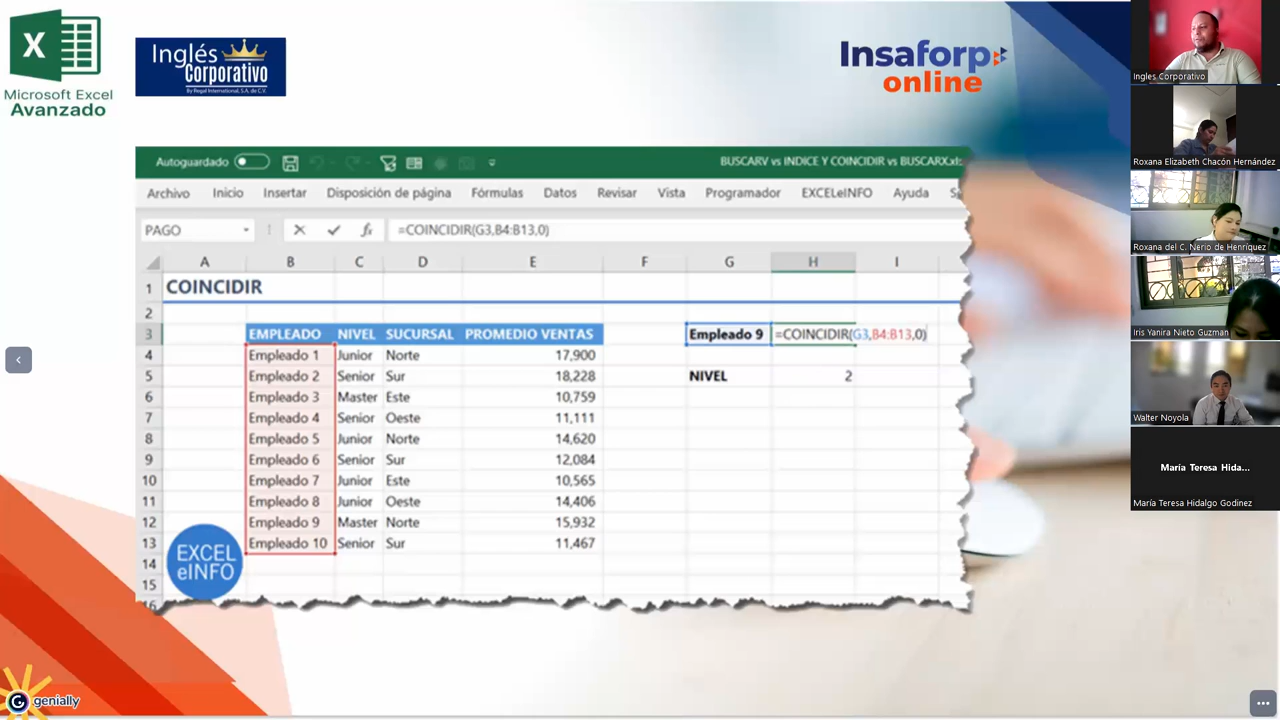 Microsoft Excel
Avanzado
Inglés
Corporativo
By Regal International, S.A. de C.V.
Insaforp
online
Autoguardado
BUSCARV vs INDICE Y COINCIDIR vs BUSCARX.xls
Archivo Inicio Insertar Disposición de página Fórmulas Datos Revisar Vista Programador EXCELeINFO Ayuda
PAGO fx =COINCIDIR(G3,B4:B13,0)
A B C D E F G H I
1 COINCIDIR
2
3 EMPLEADO NIVEL SUCURSAL PROMEDIO VENTAS Empleado 9 =COINCIDIR(G3,B4:B13,0)
4 Empleado 1 Junior Norte 17,900
5 Empleado 2 Senior Sur 18,228 NIVEL 2
6 Empleado 3 Master Este 10,759
7 Empleado 4 Senior Oeste 11,111
8 Empleado 5 Junior Norte 14,620
9 Empleado 6 Senior Sur 12,084
10 Empleado 7 Junior Este 10,565
11 Empleado 8 Junior Oeste 14,406
12 Empleado 9 Master Norte 15,932
13 Empleado 10 Senior Sur 11,467
14
15
EXCEL
eINFO
genially
Ingles Corporativo
Roxana Elizabeth Chacón Hernández
Roxana del C. Nerio de Henríquez
Iris Yanira Nieto Guzman
Walter Noyola
Maria Teresa Hida...
María Teresa Hidalgo Godinez